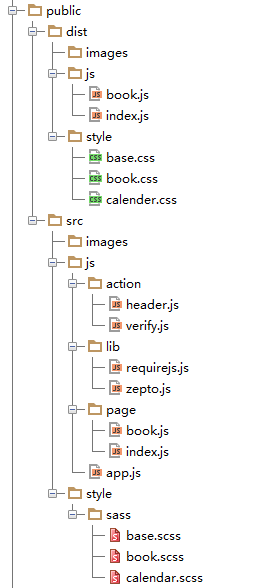 public
dist
images
js
book.js
index.js
style
base.css
book.css
calender.css
src
images
js
action
header.js
verify.js
lib
requirejs.js
zepto.js
page
book.js
index.js
app.js
style
sass
base.scss
book.scss
calendar.scss